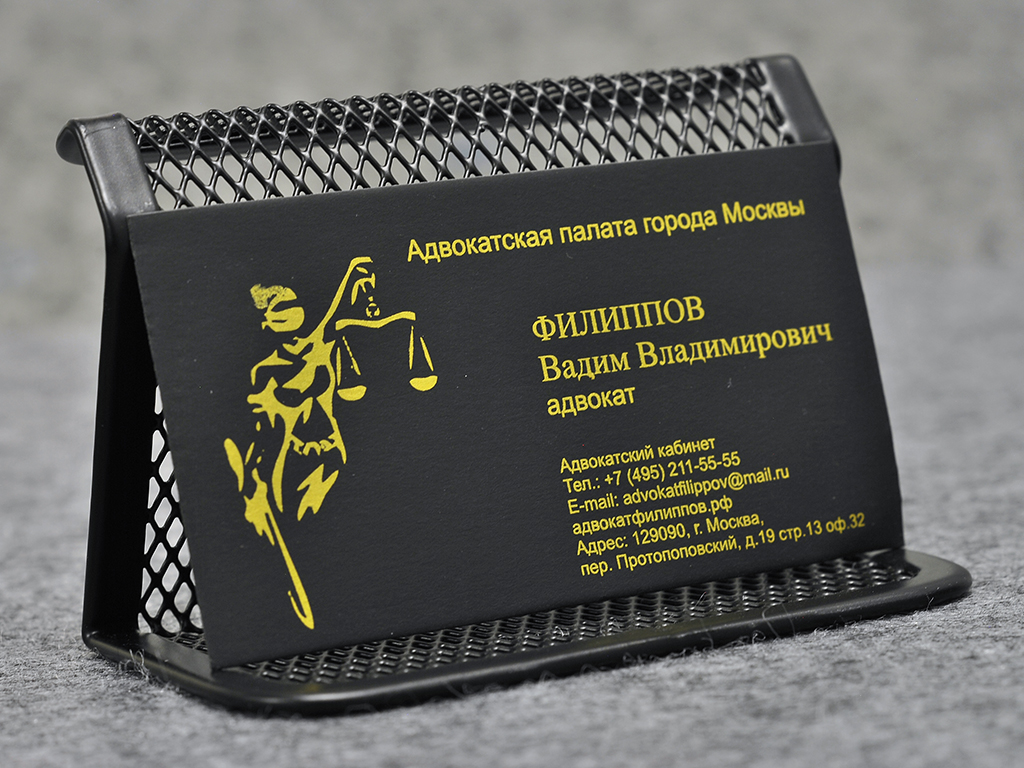 Адвокатская палата города Москвы
ФИЛИППОВ
Вадим Владимирович
адвокат
Адвокатский кабинет
Тел.: +7 (495) 211-55-55
E-mail: advokatfilippov@mail.ru
адвокатфилиппов.рф
Адрес: 129090, г. Москва,
пер. Протопоповский, д.19 стр.13 оф.32